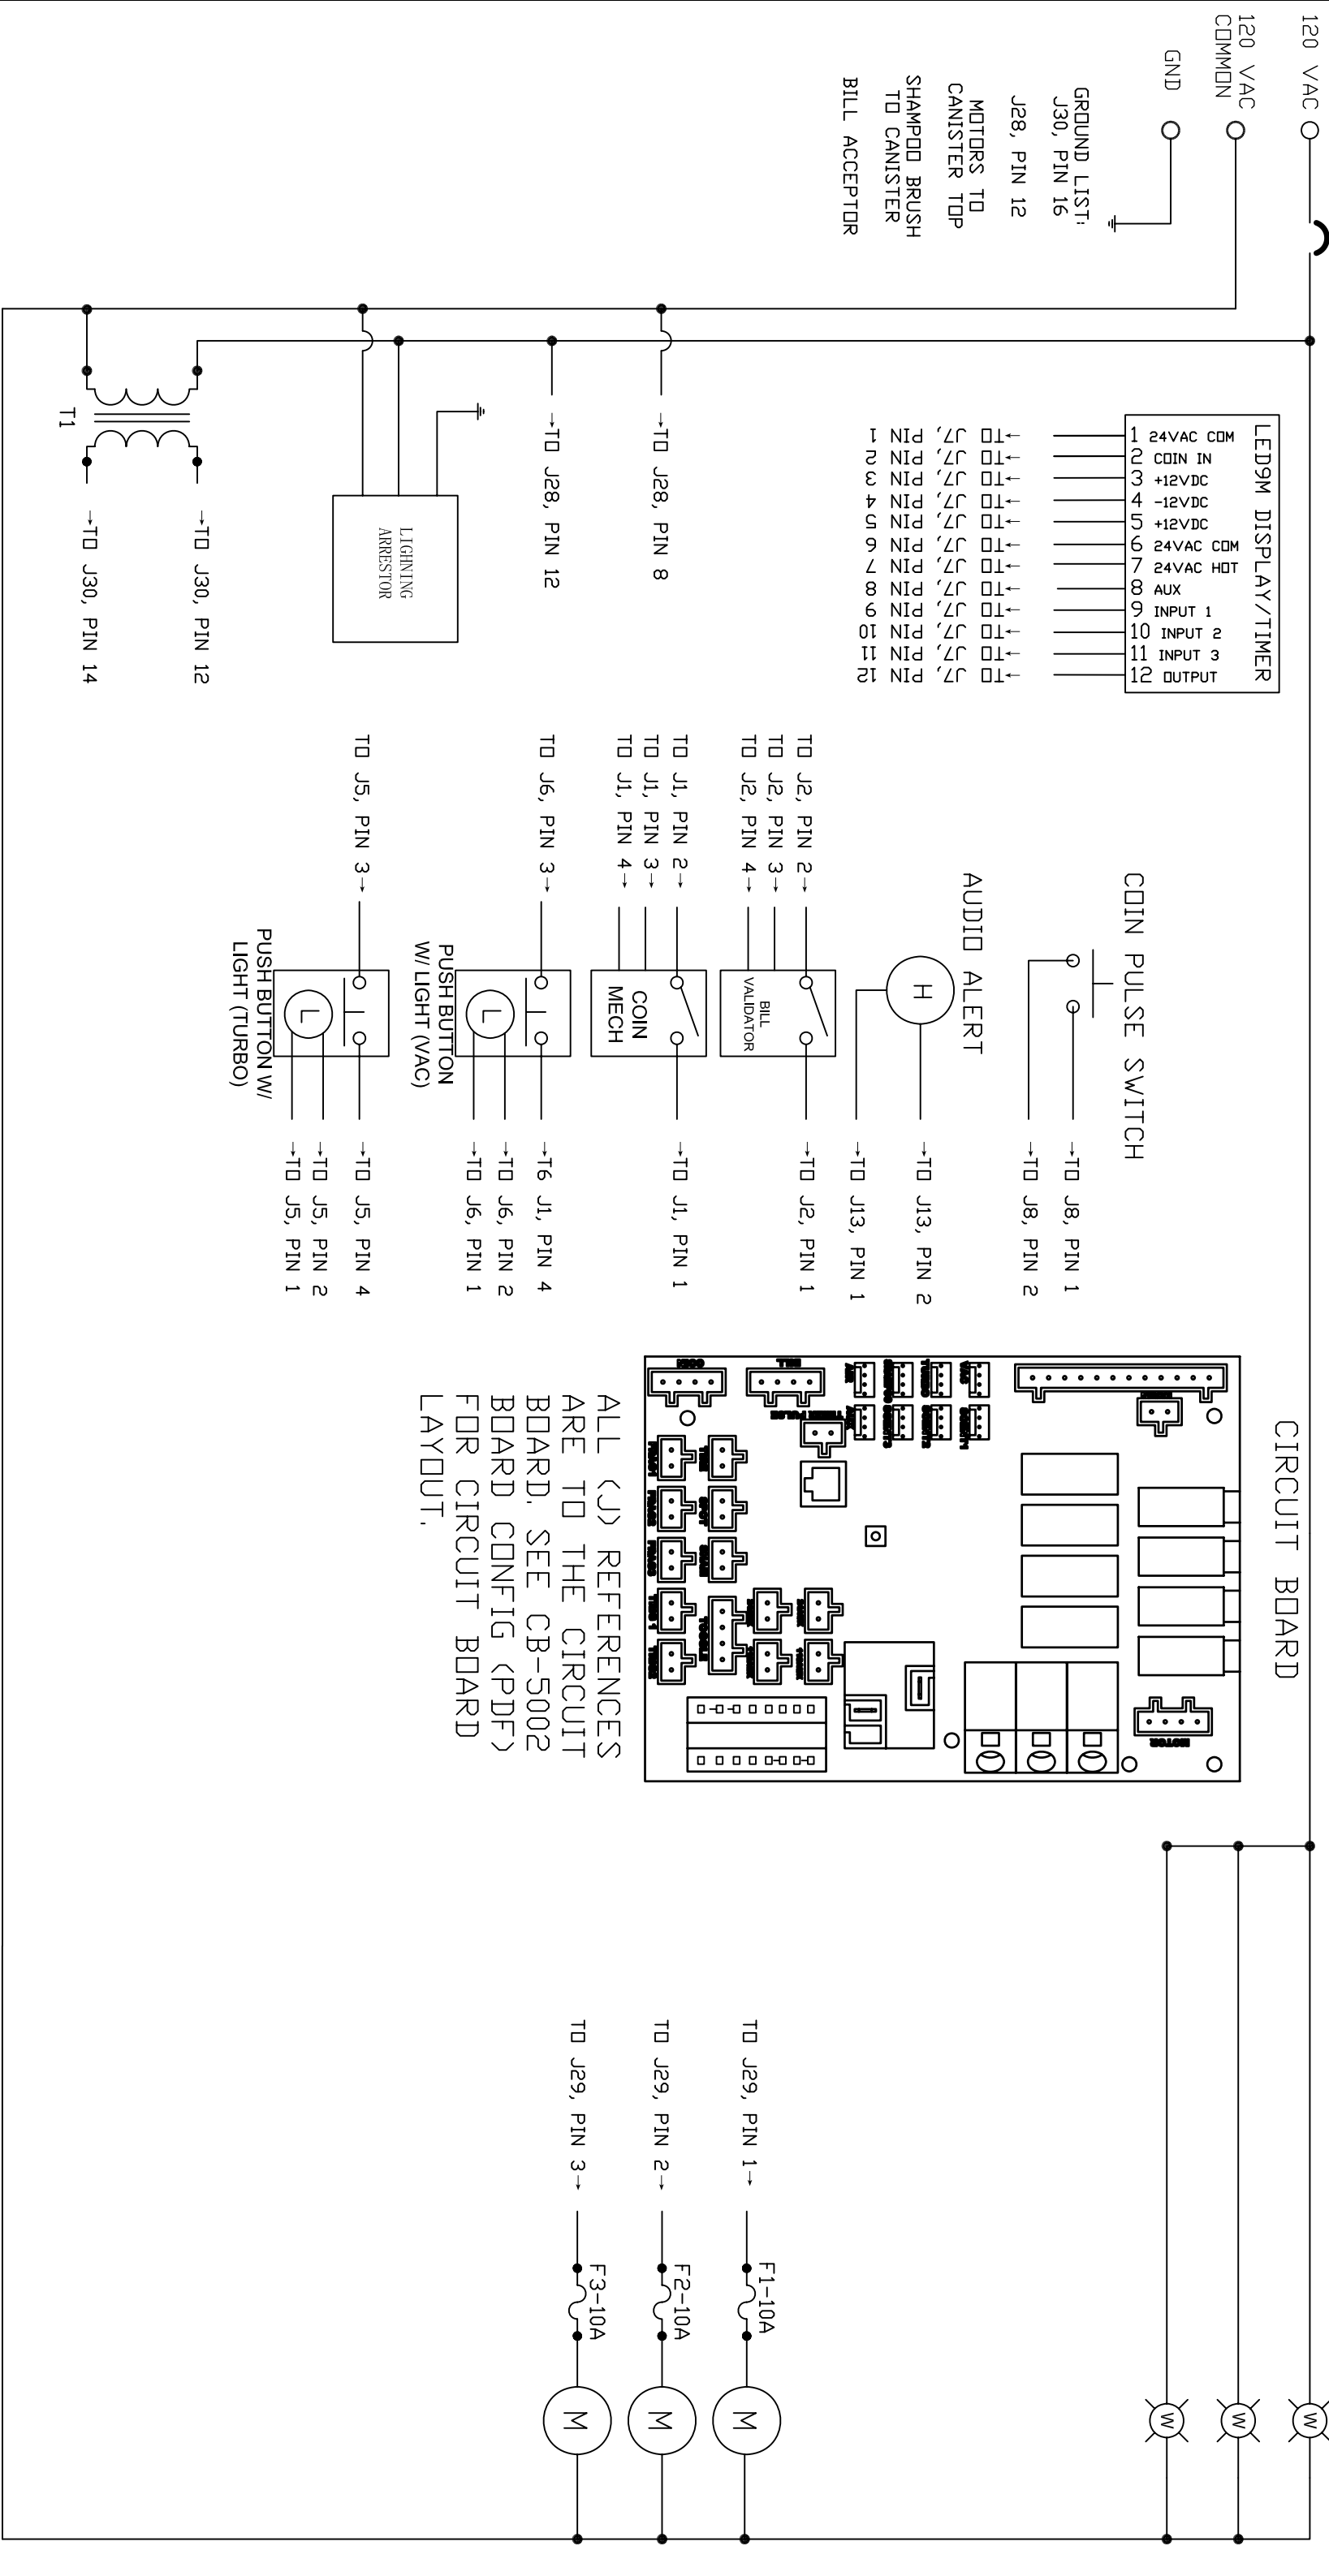 120 VAC
120 VAC
COMMON
GND
GROUND LIST:
J30, PIN 16
J28, PIN 12
MOTORS TO
CANISTER TOP
SHAMPOO BRUSH
TO CANISTER
BILL ACCEPTOR
LED9M DISPLAY/TIMER
1 24VAC COM
2 COIN IN
3 +12VDC
4 -12VDC
5 +12VDC
6 24VAC COM
7 24VAC HOT
8 AUX
9 INPUT 1
10 INPUT 2
11 INPUT 3
12 OUTPUT
TO J7, PIN 1
TO J7, PIN 2
TO J7, PIN 3
TO J7, PIN 4
TO J7, PIN 5
TO J7, PIN 6
TO J7, PIN 7
TO J7, PIN 8
TO J7, PIN 9
TO J7, PIN 10
TO J7, PIN 11
TO J7, PIN 12
→TO J28, PIN 8
→TO J28, PIN 12
LIGHNING
ARRESTOR
T1
→TO J30, PIN 12
→TO J30, PIN 14
COIN PULSE SWITCH
→TO J8, PIN 1
→TO J8, PIN 2
AUDIO ALERT
H
→TO J13, PIN 2
→TO J13, PIN 1
TO J2, PIN 2→
TO J2, PIN 3→
TO J2, PIN 4→
BILL
VALIDATOR
→TO J2, PIN 1
TO J1, PIN 2→
TO J1, PIN 3→
TO J1, PIN 4→
COIN
MECH
→TO J1, PIN 1
TO J6, PIN 3→
L
PUSH BUTTON
W/ LIGHT (VAC)
→T6 J1, PIN 4
→TO J6, PIN 2
→TO J6, PIN 1
TO J5, PIN 3→
L
PUSH BUTTON W/
LIGHT (TURBO)
→TO J5, PIN 4
→TO J5, PIN 2
→TO J5, PIN 1
CIRCUIT BOARD
MOTOR
VAC
TURBO
AIR
BILL
COIN
TOGGLE
SPOT
ALL (J) REFERENCES
ARE TO THE CIRCUIT
BOARD. SEE CB-5002
BOARD CONFIG (PDF)
FOR CIRCUIT BOARD
LAYOUT.
TO J29, PIN 1→
F1-10A
M
TO J29, PIN 2→
F2-10A
M
TO J29, PIN 3→
F3-10A
M
W
W
W